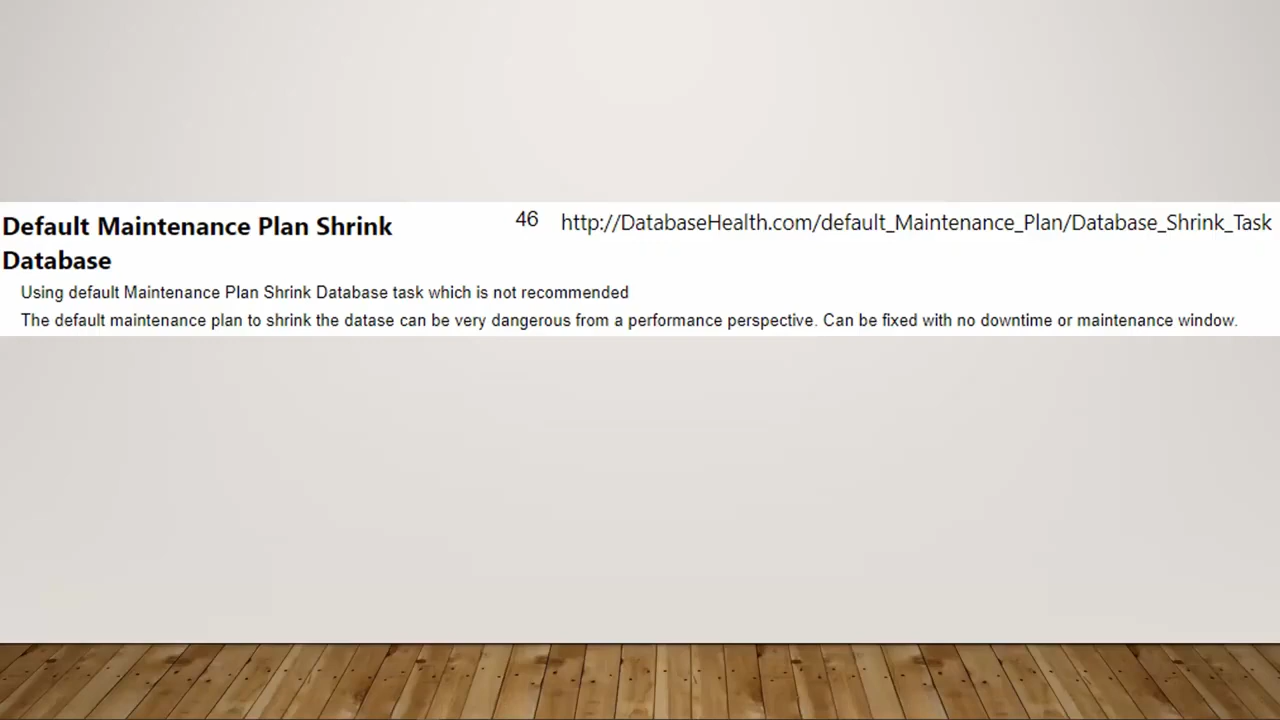 Default Maintenance Plan Shrink 46 http://DatabaseHealth.com/default_Maintenance_Plan/Database_Shrink_Task
Database
Using default Maintenance Plan Shrink Database task which is not recommended
The default maintenance plan to shrink the datase can be very dangerous from a performance perspective. Can be fixed with no downtime or maintenance window.